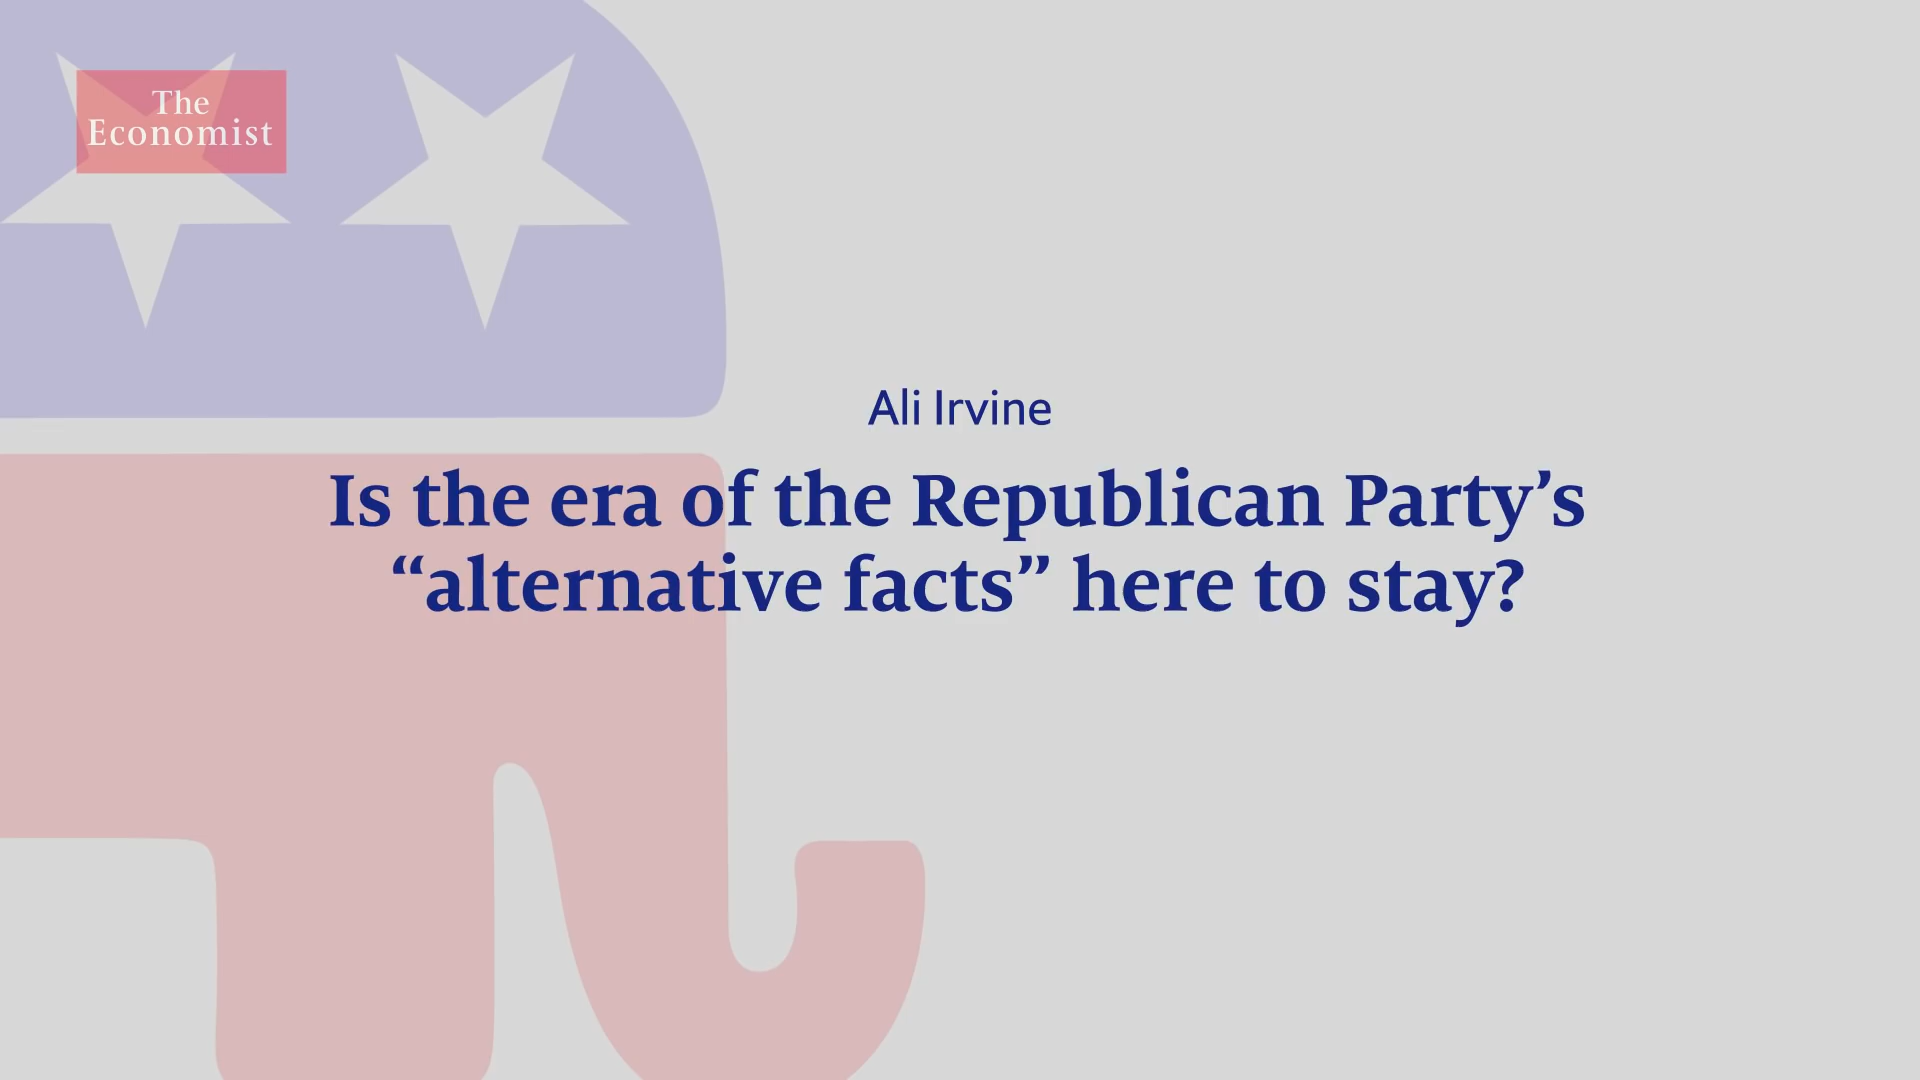 The
Economist
Ali Irvine
Is the era of the Republican Party’s
“alternative facts” here to stay?